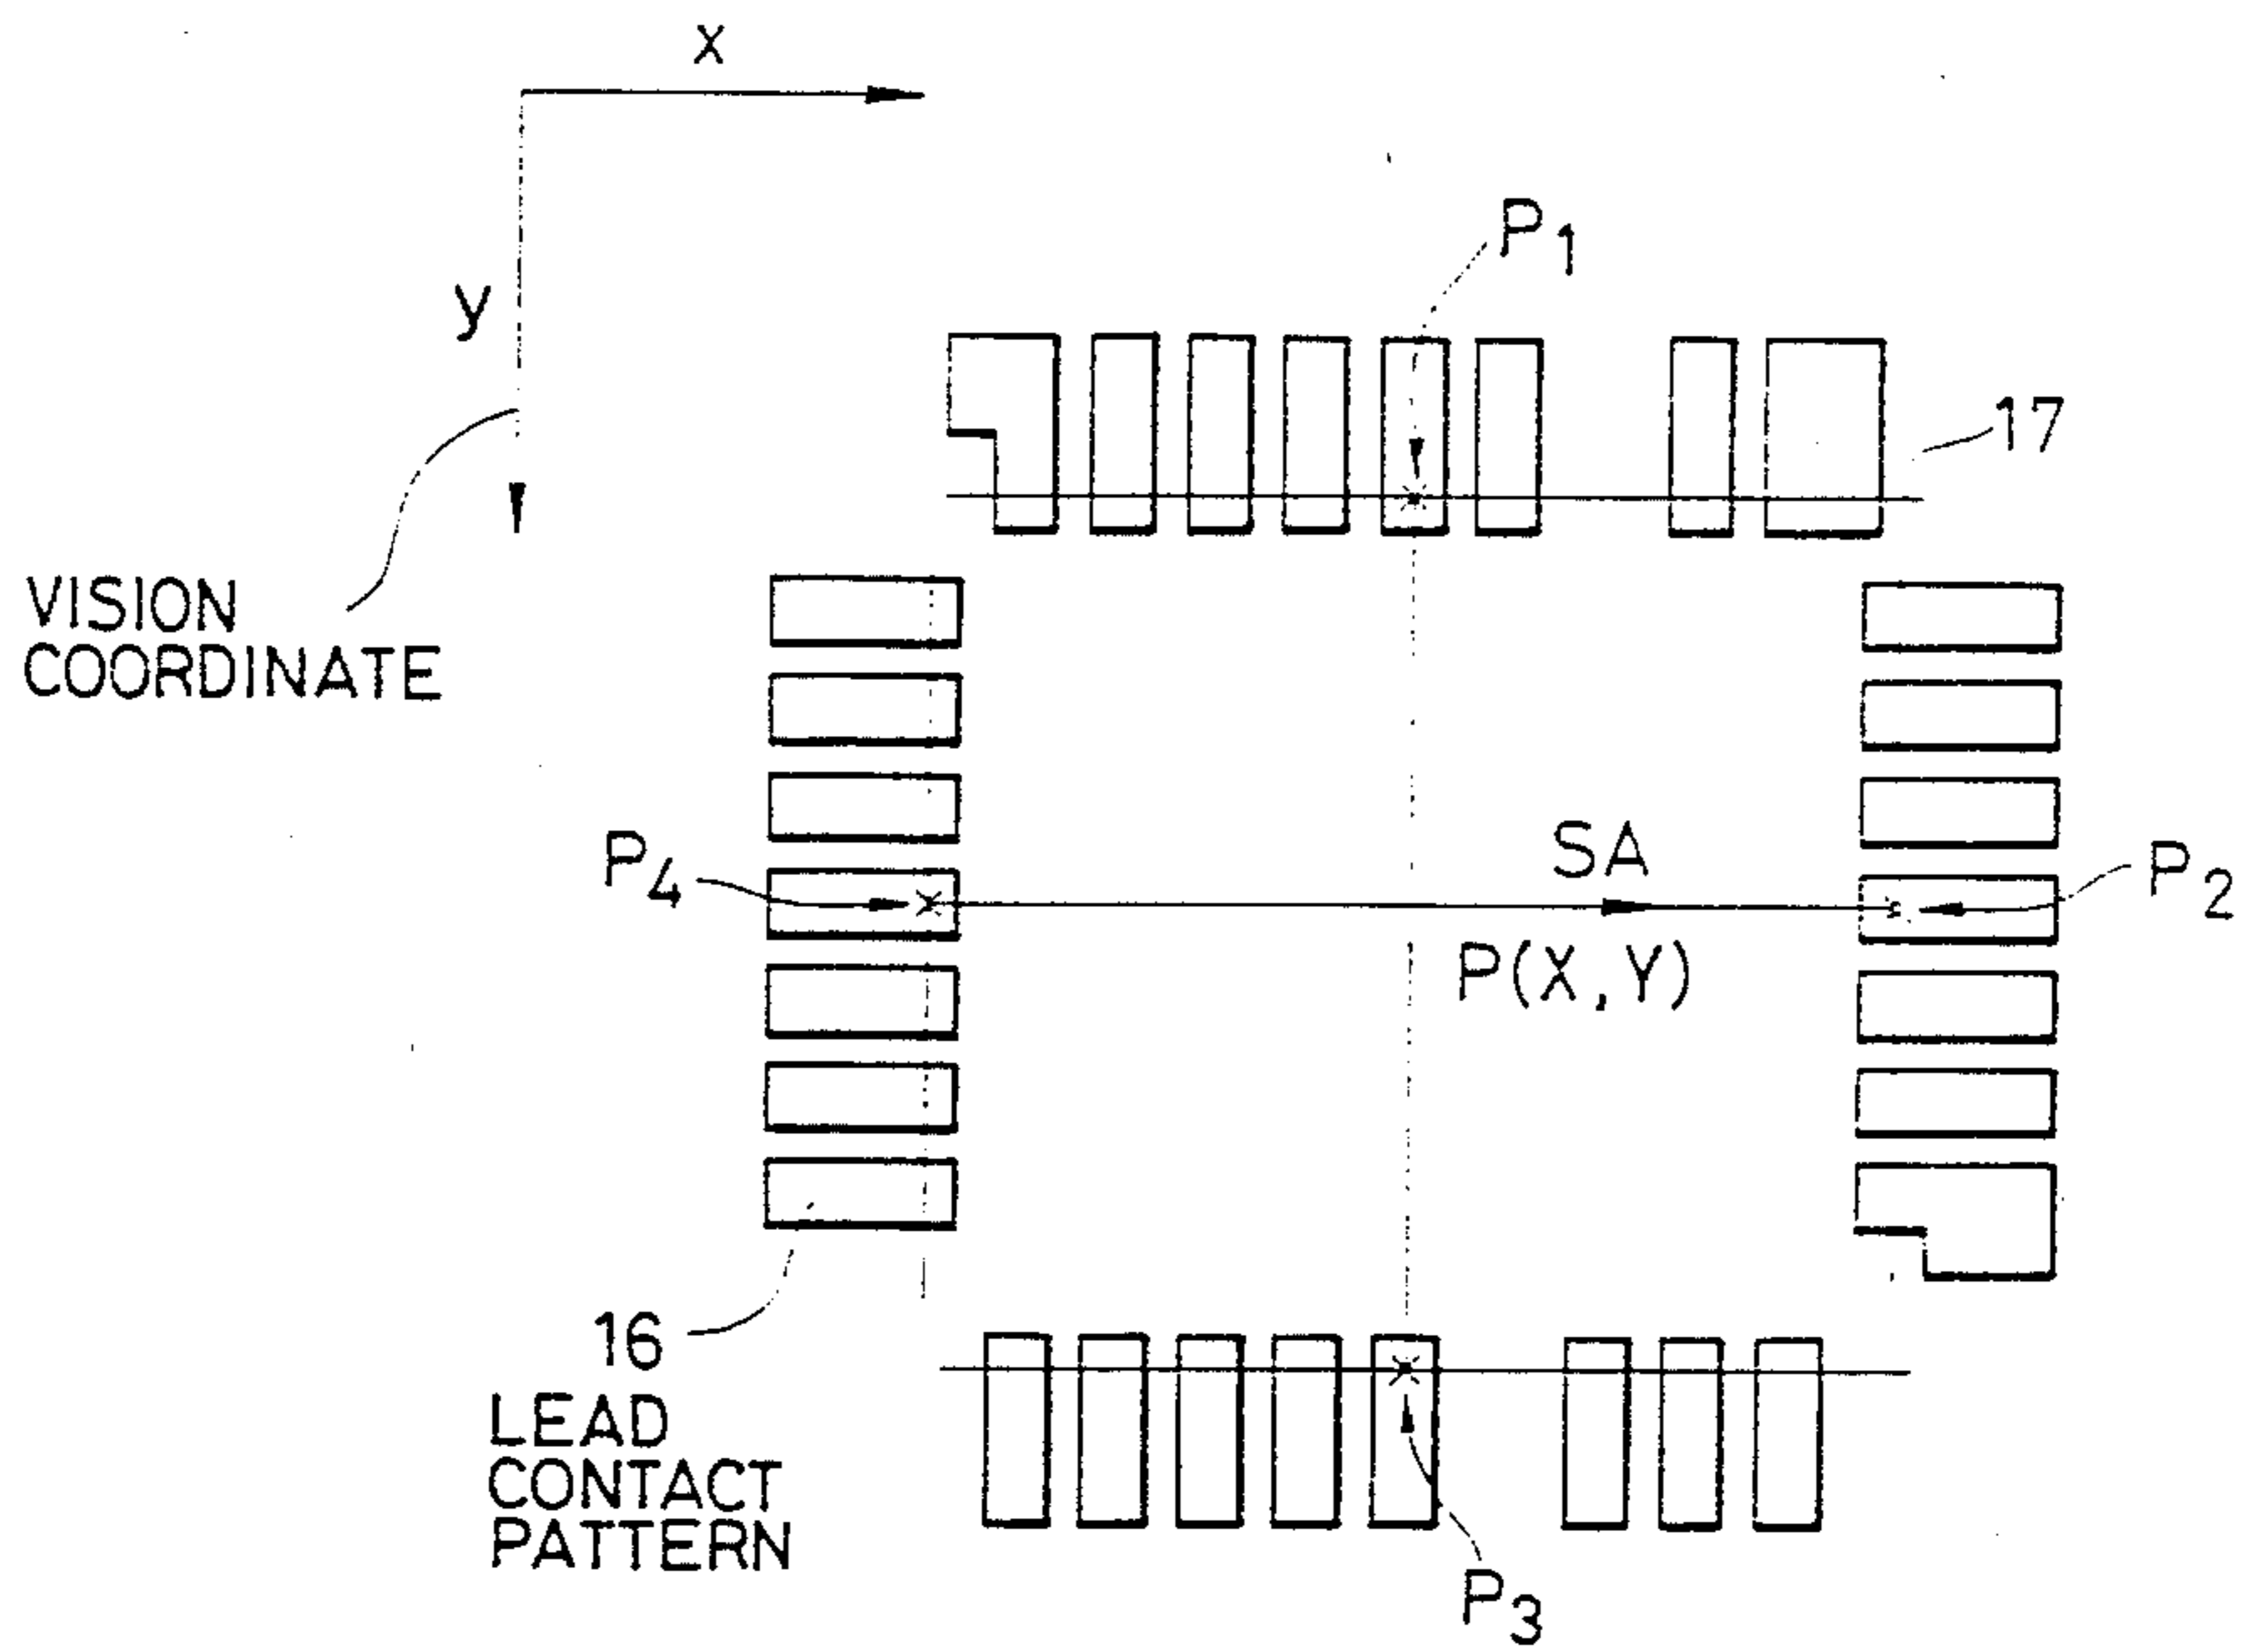 x
y
P1
17
VISION
COORDINATE
P4
SA
P2
P(X,Y)
16
LEAD
CONTACT
PATTERN
P3